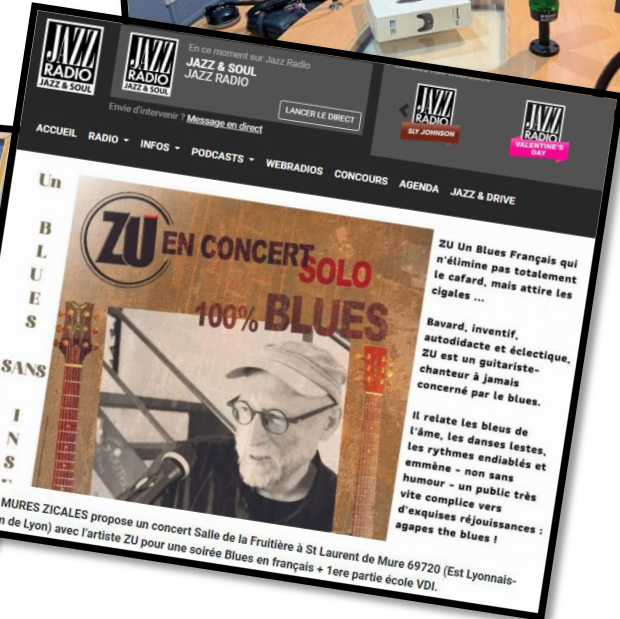 JAZZ
RADIO
JAZZ & SOUL
JAZZ
RADIO
JAZZ & SOUL
En ce moment sur Jazz Radio
JAZZ & SOUL
JAZZ RADIO
Envie d'intervenir ? Message en direct
LANCER LE DIRECT
JAZZ
RADIO
SLY JOHNSON
JAZZ
RADIO
VALENTINE'S
DAY
ACCUEIL RADIO INFOS PODCASTS WEBRADIOS CONCOURS AGENDA JAZZ & DRIVE
Un
B
L
U
E
S
SANS
I
N
S
ZU EN CONCERT
SOLO
100% BLUES
ZU Un Blues Français qui
n'élimine pas totalement
le cafard, mais attire les
cigales ...
Bavard, inventif,
autodidacte et éclectique,
ZU est un guitariste-
chanteur à jamais
concerné par le blues.
Il relate les bleus de
l'âme, les danses lestes,
les rythmes endiablés et
emmène - non sans
humour - un public très
vite complice vers
d'exquises réjouissances :
agapes the blues !
MURES ZICALES propose un concert Salle de la Fruitière à St Laurent de Mure 69720 (Est Lyonnais-
n de Lyon) avec l'artiste ZU pour une soirée Blues en français + 1ere partie école VDI.